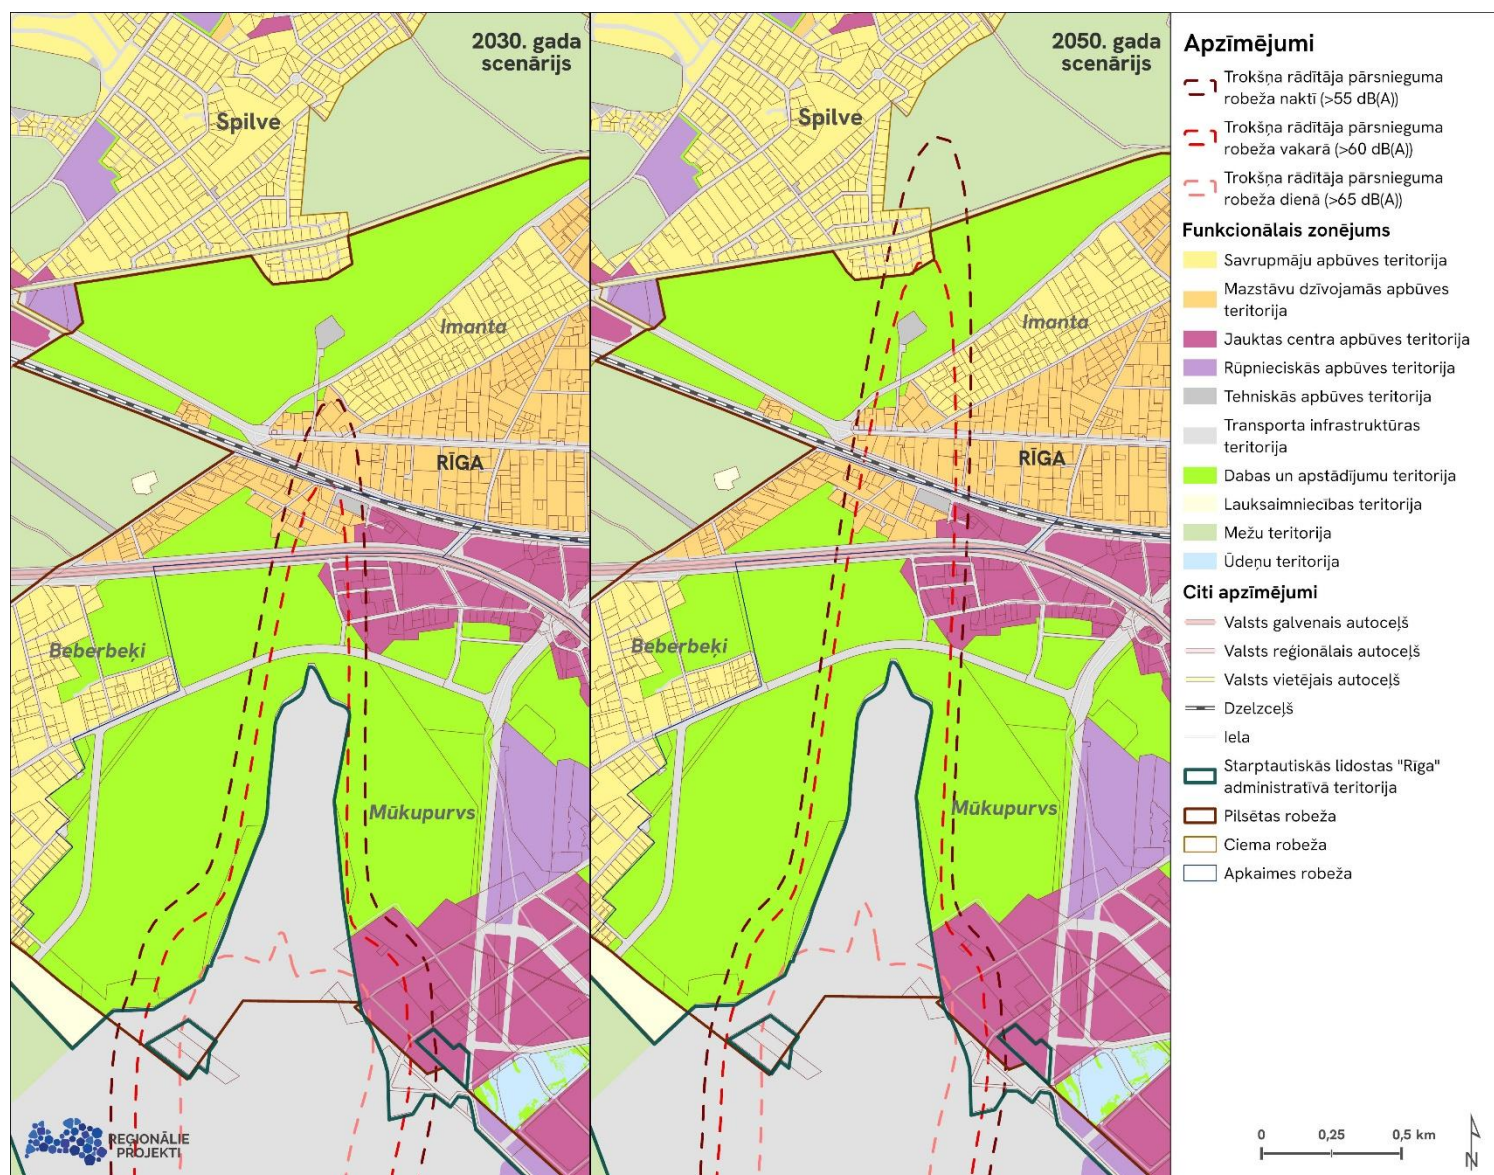 2030. gada
scenārijs
Spilve
Imanta
RĪGA
Beberbeķi
Mūkupurvs
REĢIONĀLIE
PROJEKTI
2050. gada
scenārijs
Spilve
Imanta
RĪGA
Beberbeķi
Mūkupurvs
Apzīmējumi
Trokšņa rādītāja pārsnieguma
robeža naktī (>55 dB(A))
Trokšņa rādītāja pārsnieguma
robeža vakarā (>60 dB(A))
Trokšņa rādītāja pārsnieguma
robeža dienā (>65 dB(A))
Funkcionālais zonējums
Savrupmāju apbūves teritorija
Mazstāvu dzīvojamās apbūves
teritorija
Jauktas centra apbūves teritorija
Rūpnieciskās apbūves teritorija
Tehniskās apbūves teritorija
Transporta infrastruktūras
teritorija
Dabas un apstādījumu teritorija
Lauksaimniecības teritorija
Mežu teritorija
Ūdeņu teritorija
Citi apzīmējumi
Valsts galvenais autoceļš
Valsts reģionālais autoceļš
Valsts vietējais autoceļš
Dzelzceļš
Iela
Starptautiskās lidostas "Rīga"
administratīvā teritorija
Pilsētas robeža
Ciema robeža
Apkaimes robeža
0 0,25 0,5 km
N